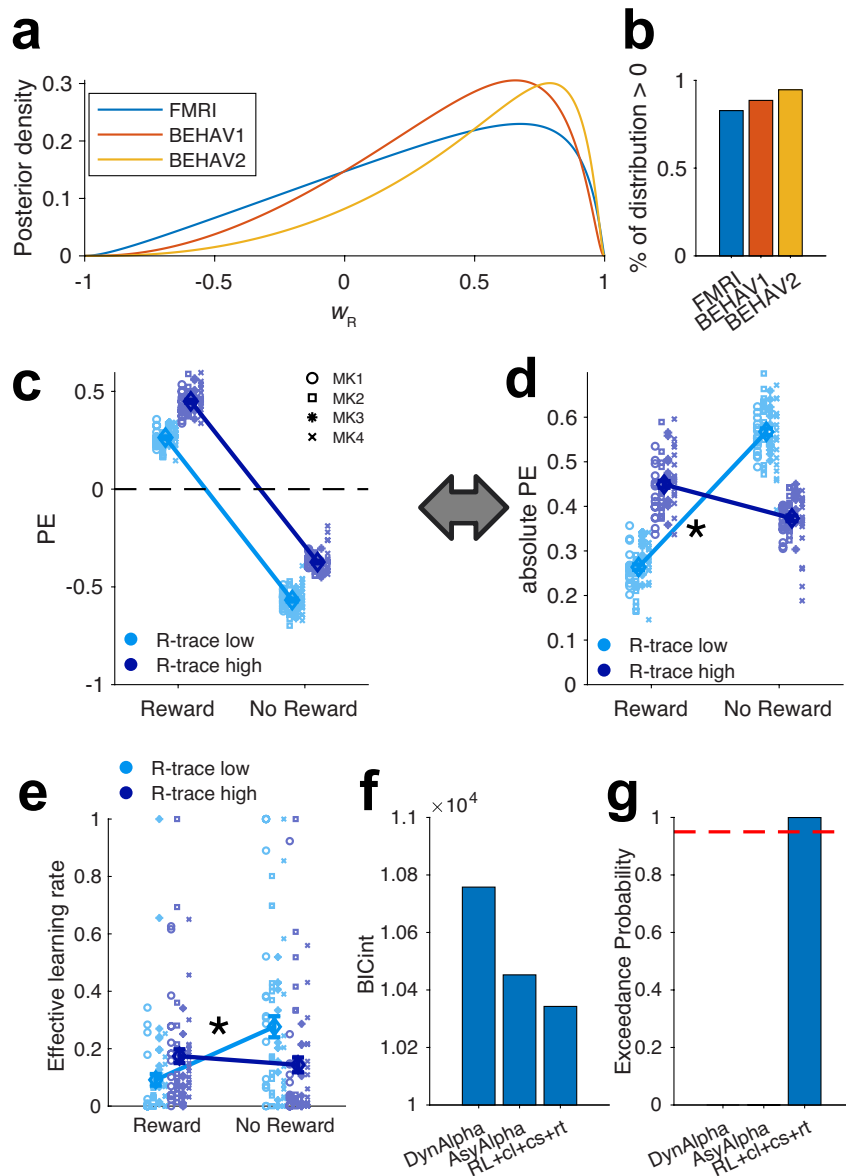 a
Posterior density
0.3
0.2
0.1
0
FMRI
BEHAV1
BEHAV2
-1
-0.5
0
0.5
1
wR
b
% of distribution > 0
1
0.5
0
FMRI
BEHAV1
BEHAV2
c
PE
0.5
0
-0.5
-1
MK1
MK2
MK3
MK4
R-trace low
R-trace high
Reward
No Reward
d
absolute PE
0.6
0.5
0.4
0.3
0.2
0.1
0
*
R-trace low
R-trace high
Reward
No Reward
e
R-trace low
R-trace high
Effective learning rate
1
0.8
0.6
0.4
0.2
0
*
Reward
No Reward
f
×10⁴
BICint
1.1
1.08
1.06
1.04
1.02
1
DynAlpha
AsyAlpha
RL+cl+cs+rt
g
Exceedance Probability
1
0.8
0.6
0.4
0.2
0
DynAlpha
AsyAlpha
RL+cl+cs+rt